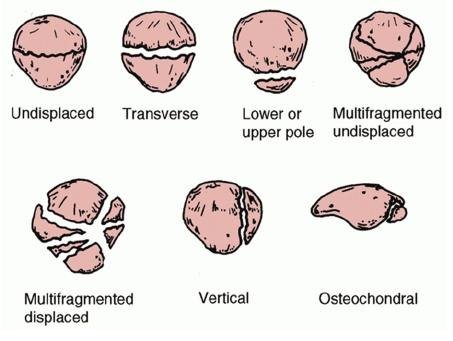 Undisplaced
Transverse
Lower or
upper pole
Multifragmented
undisplaced
Multifragmented
displaced
Vertical
Osteochondral